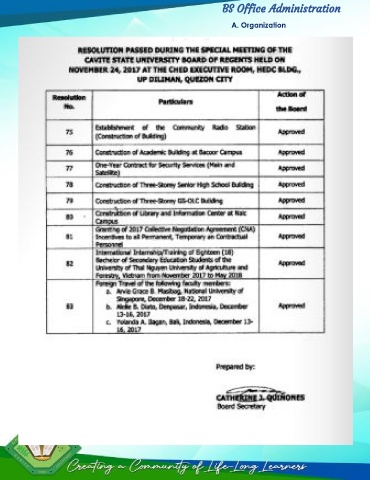 BS Office Administration
A. Organization
RESOLUTION PASSED DURING THE SPECIAL MEETING OF THE
CAVITE STATE UNIVERSITY BOARD OF REGENTS HELD ON
NOVEMBER 24, 2017 AT THE CHED EXECUTIVE ROOM, HEDC BLDG.,
UP DILIMAN, QUEZON CITY
Resolution No. Particulars Action of the Board
75 Establishment of the Community Radio Station
(Construction of Building) Approved
76 Construction of Academic Building at Bacoor Campus Approved
77 One-Year Contract for Security Services (Main and
Satellite) Approved
78 Construction of Three-Storey Senior High School Building Approved
79 Construction of Three-Storey GS-OLC Building Approved
80 Construction of Library and Information Center at Naic
Campus Approved
81 Granting of 2017 Collective Negotiation Agreement (CNA)
Incentives to all Permanent, Temporary an Contractual
Personnel Approved
82 International Internship/Training of Eighteen (18)
Bachelor of Secondary Education Students of the
University of Thai Nguyen University of Agriculture and
Forestry, Vietnam from November 2017 to May 2018 Approved
83 Foreign Travel of the following faculty members:
a. Arvie Grace B. Masibag, National University of
Singapore, December 18-22, 2017
b. B. Diato, Denpasar, Indonesia, December
13-16, 2017
c. Yolanda A. Ilagan, Bali, Indonesia, December 13-
16, 2017 Approved
Prepared by:
CATHERINE J. QUIÑONES
Board Secretary
Creating a Community of Life-Long Learners